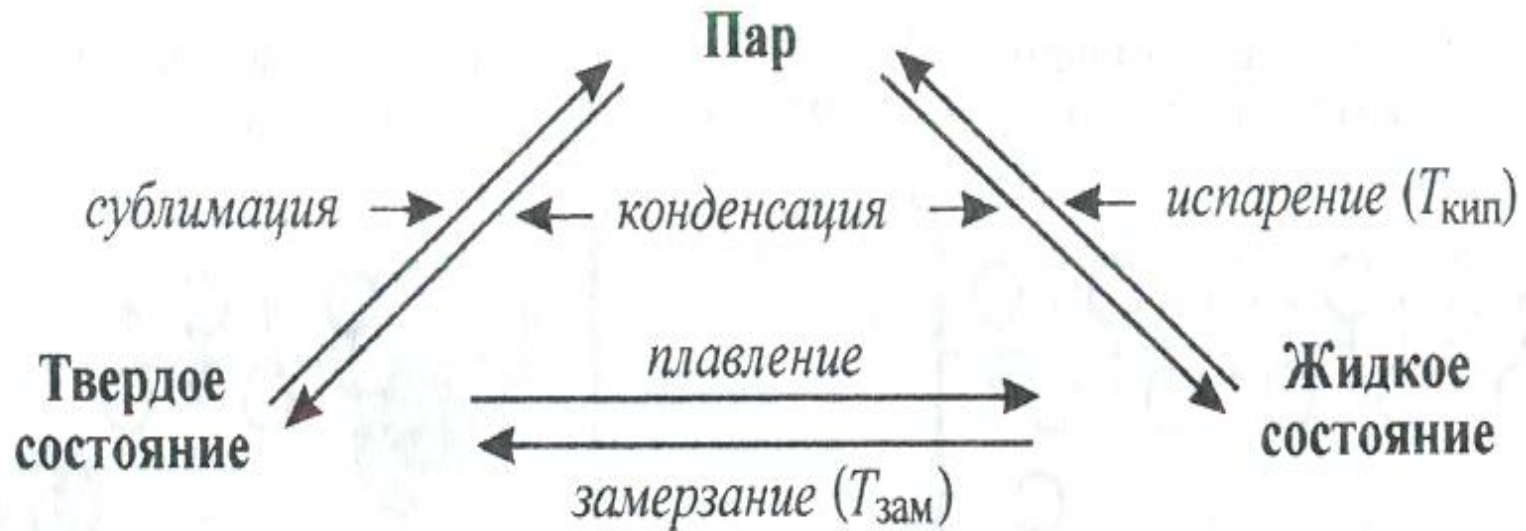 Пар
сублимация конденсация испарение (Tкип)
Твердое состояние
плавление
Жидкое состояние
замерзание (Tзам)